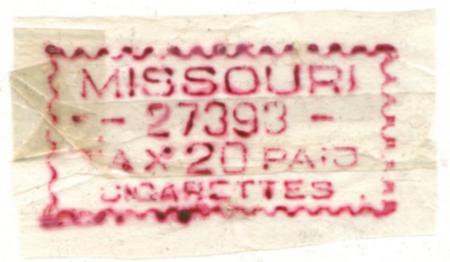 MISSOURI
- 27393 -
TAX 20 PAID
CIGARETTES